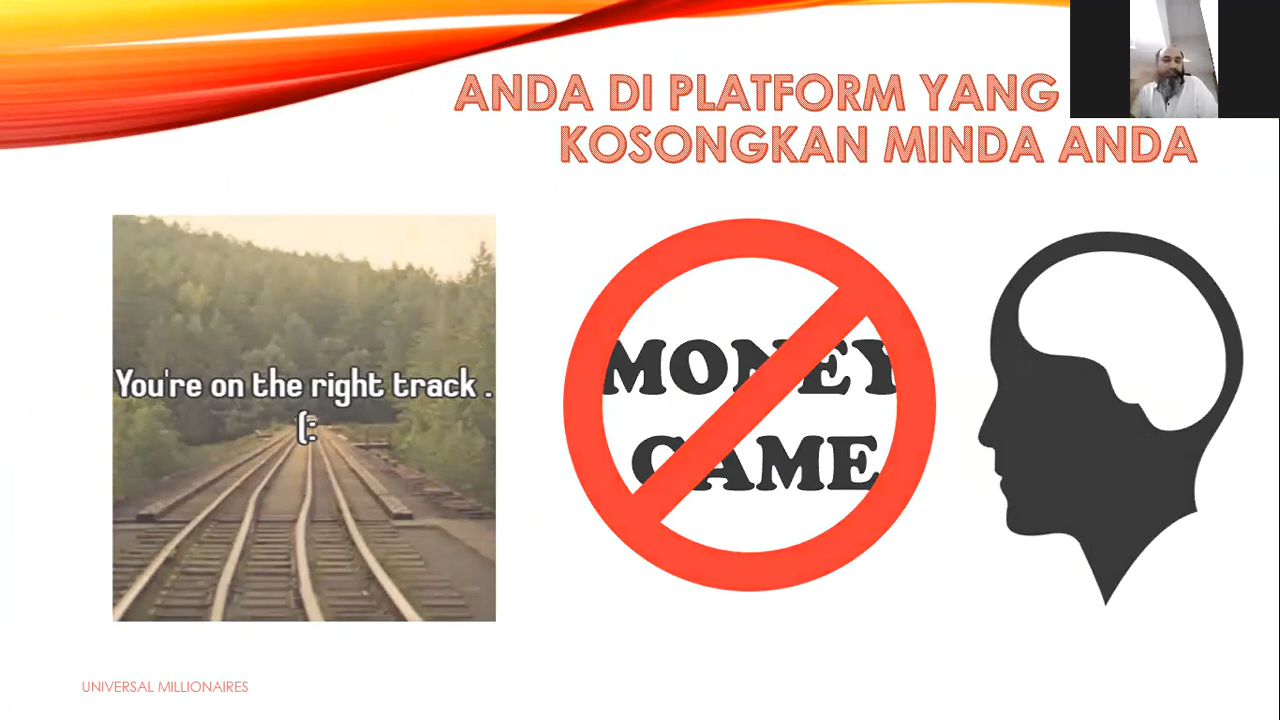 ANDA DI PLATFORM YANG
KOSONGKAN MINDA ANDA
You're on the right track .
(:
MONEY
GAME
UNIVERSAL MILLIONAIRES